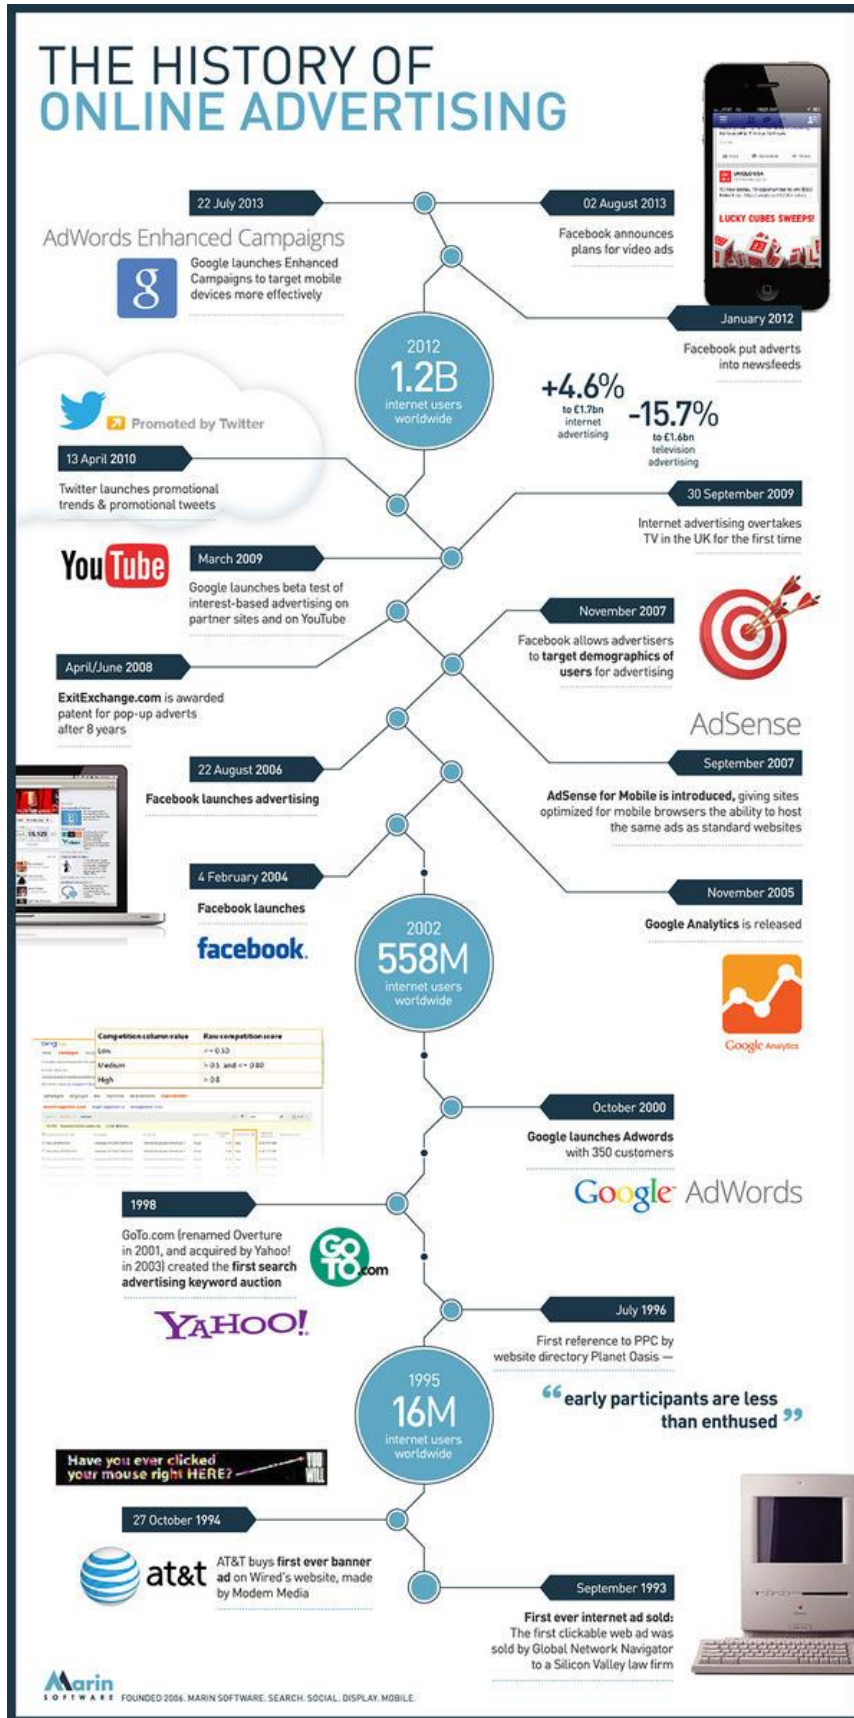 THE HISTORY OF
ONLINE ADVERTISING
LUCKY CUBES SWEEPS!
22 July 2013
AdWords Enhanced Campaigns
g
Google launches Enhanced
Campaigns to target mobile
devices more effectively
02 August 2013
Facebook announces
plans for video ads
January 2012
Facebook put adverts
into newsfeeds
2012
1.2B
internet users
worldwide
+4.6%
to £1.7bn
internet
advertising
-15.7%
to £1.6bn
television
advertising
Promoted by Twitter
13 April 2010
Twitter launches promotional
trends & promotional tweets
30 September 2009
Internet advertising overtakes
TV in the UK for the first time
YouTube
March 2009
Google launches beta test of
interest-based advertising on
partner sites and on YouTube
November 2007
Facebook allows advertisers
to target demographics of
users for advertising
April/June 2008
ExitExchange.com is awarded
patent for pop-up adverts
after 8 years
AdSense
September 2007
AdSense for Mobile is introduced, giving sites
optimized for mobile browsers the ability to host
the same ads as standard websites
22 August 2006
Facebook launches advertising
4 February 2004
Facebook launches
facebook.
November 2005
Google Analytics is released
Google Analytics
2002
558M
internet users
worldwide
Competition column value Raw competition score
Low
Medium
High
October 2000
Google launches Adwords
with 350 customers
Google™ AdWords
1998
GoTo.com (renamed Overture
in 2001, and acquired by Yahoo!
in 2003) created the first search
advertising keyword auction
GOTO.com
YAHOO!
July 1996
First reference to PPC by
website directory Planet Oasis —
“early participants are less
than enthused”
1995
16M
internet users
worldwide
Have you ever clicked
your mouse right HERE?
YOU
WILL
27 October 1994
at&t
AT&T buys first ever banner
ad on Wired's website, made
by Modem Media
September 1993
First ever internet ad sold:
The first clickable web ad was
sold by Global Network Navigator
to a Silicon Valley law firm
Marin
SOFTWARE
FOUNDED 2006. MARIN SOFTWARE. SEARCH. SOCIAL. DISPLAY. MOBILE.